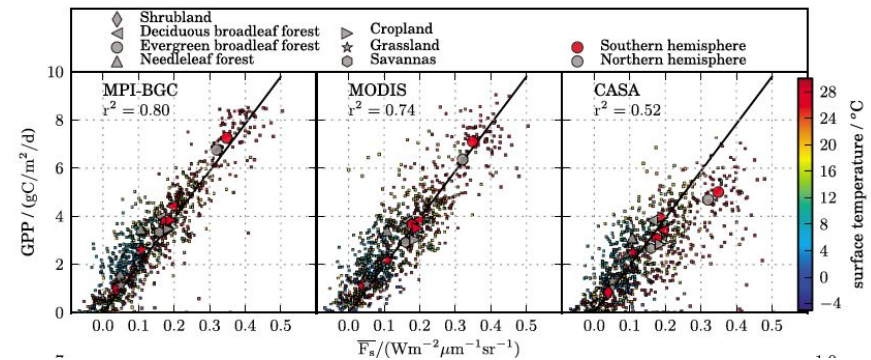 Shrubland
Deciduous broadleaf forest
Evergreen broadleaf forest
Needleleaf forest
Cropland
Grassland
Savannas
Southern hemisphere
Northern hemisphere
MPI-BGC
r² = 0.80
MODIS
r² = 0.74
CASA
r² = 0.52
GPP / (gC/m²/d)
10
8
6
4
2
0
0.0 0.1 0.2 0.3 0.4 0.5
0.0 0.1 0.2 0.3 0.4 0.5
0.0 0.1 0.2 0.3 0.4 0.5
F̅s̅/(Wm⁻²μm⁻¹sr⁻¹)
28
24
20
16
12
8
4
0
−4
surface temperature / °C